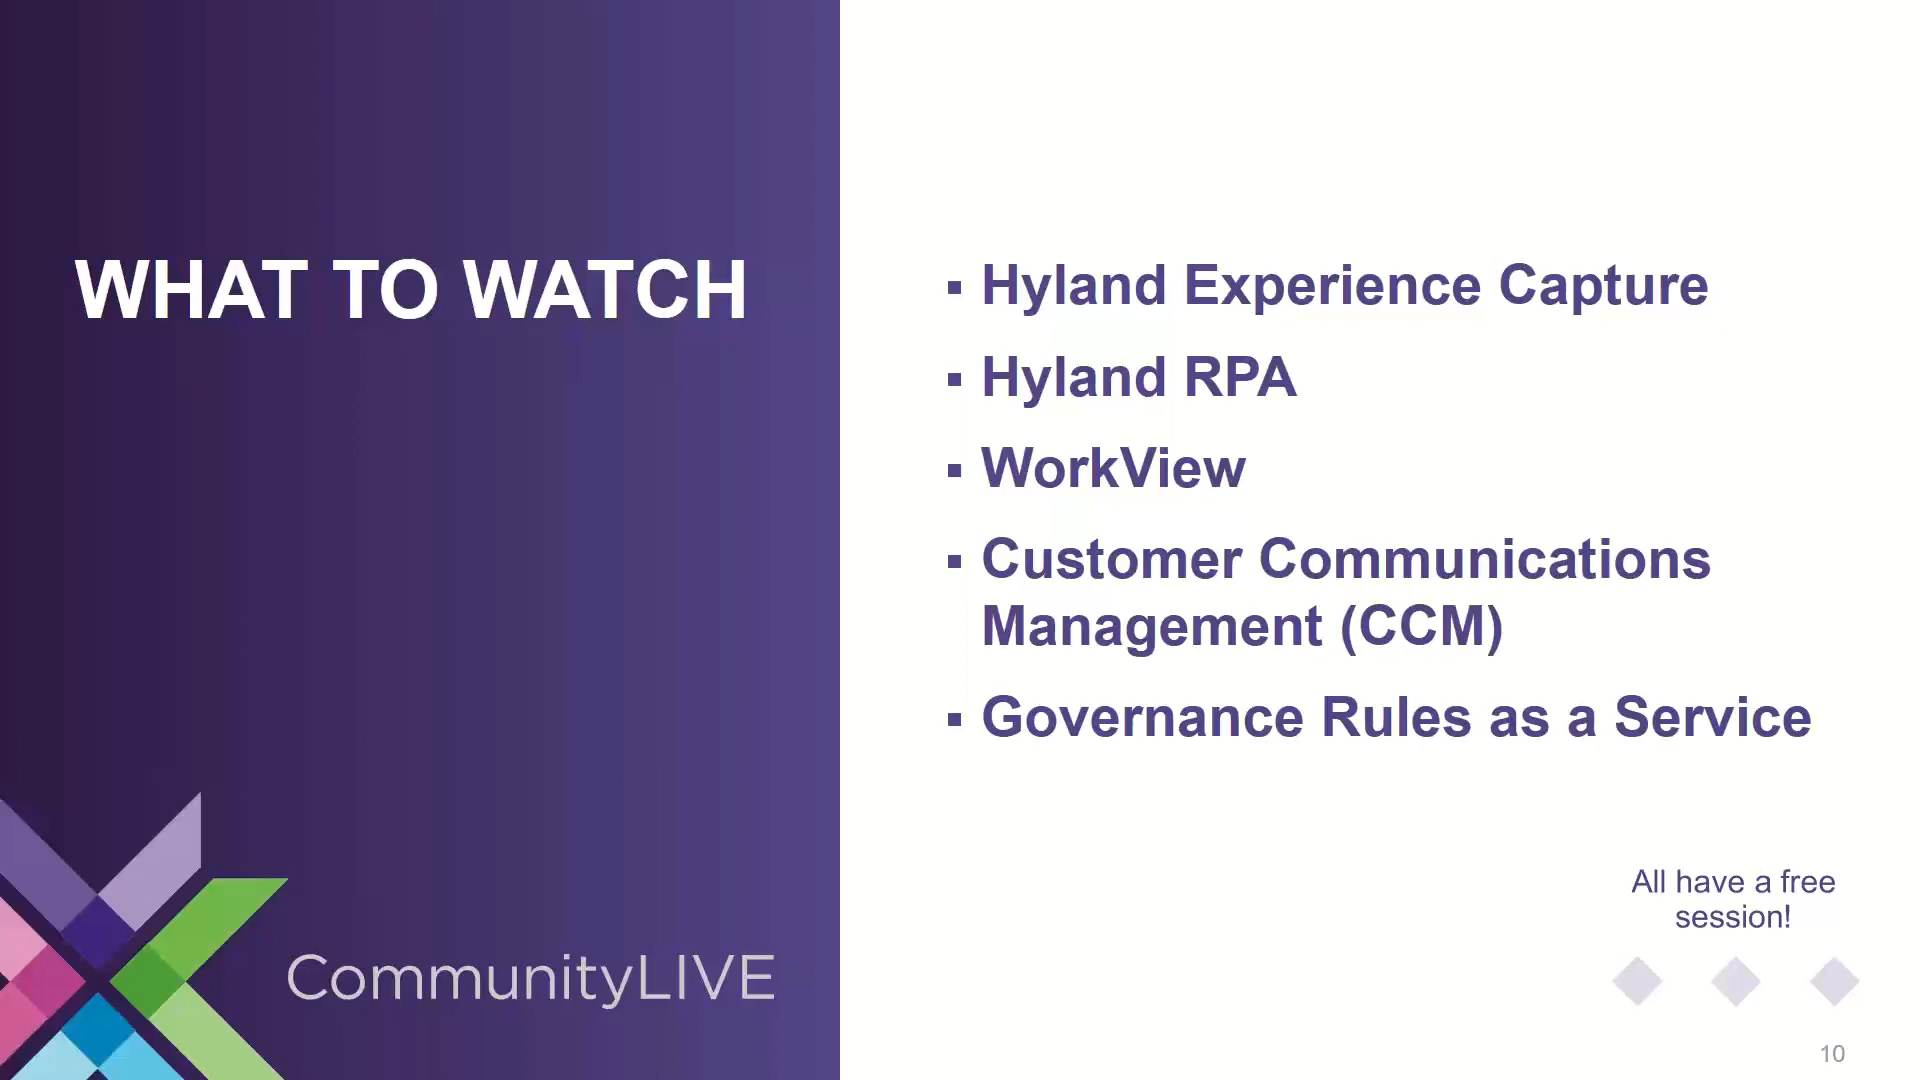 WHAT TO WATCH
▪ Hyland Experience Capture
▪ Hyland RPA
▪ WorkView
▪ Customer Communications
Management (CCM)
▪ Governance Rules as a Service
All have a free
session!
CommunityLIVE
10